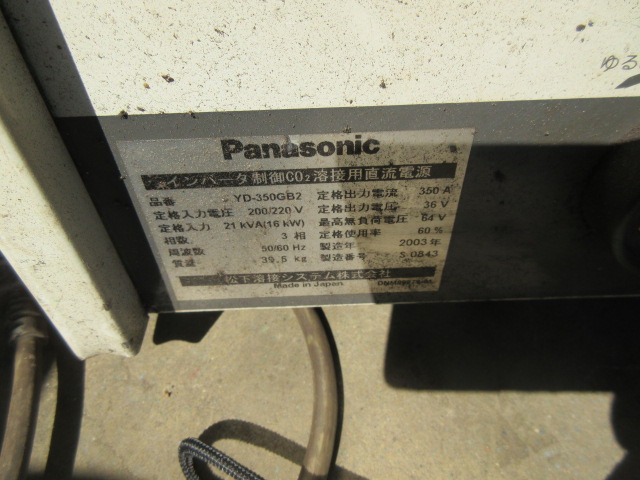 ゆる
Panasonic
インバータ制御CO₂溶接用直流電源
品番 YD-350GB2 定格出力電流 350 A
定格入力電圧 200/220 V 定格出力電圧 36 V
定格入力 21 kVA(16 kW) 最高無負荷電圧 64 V
相数 3 相 定格使用率 60 %
周波数 50/60 Hz 製造年 2003 年
質量 39.5 kg 製造番号 S 0843
松下溶接システム株式会社
Made in Japan